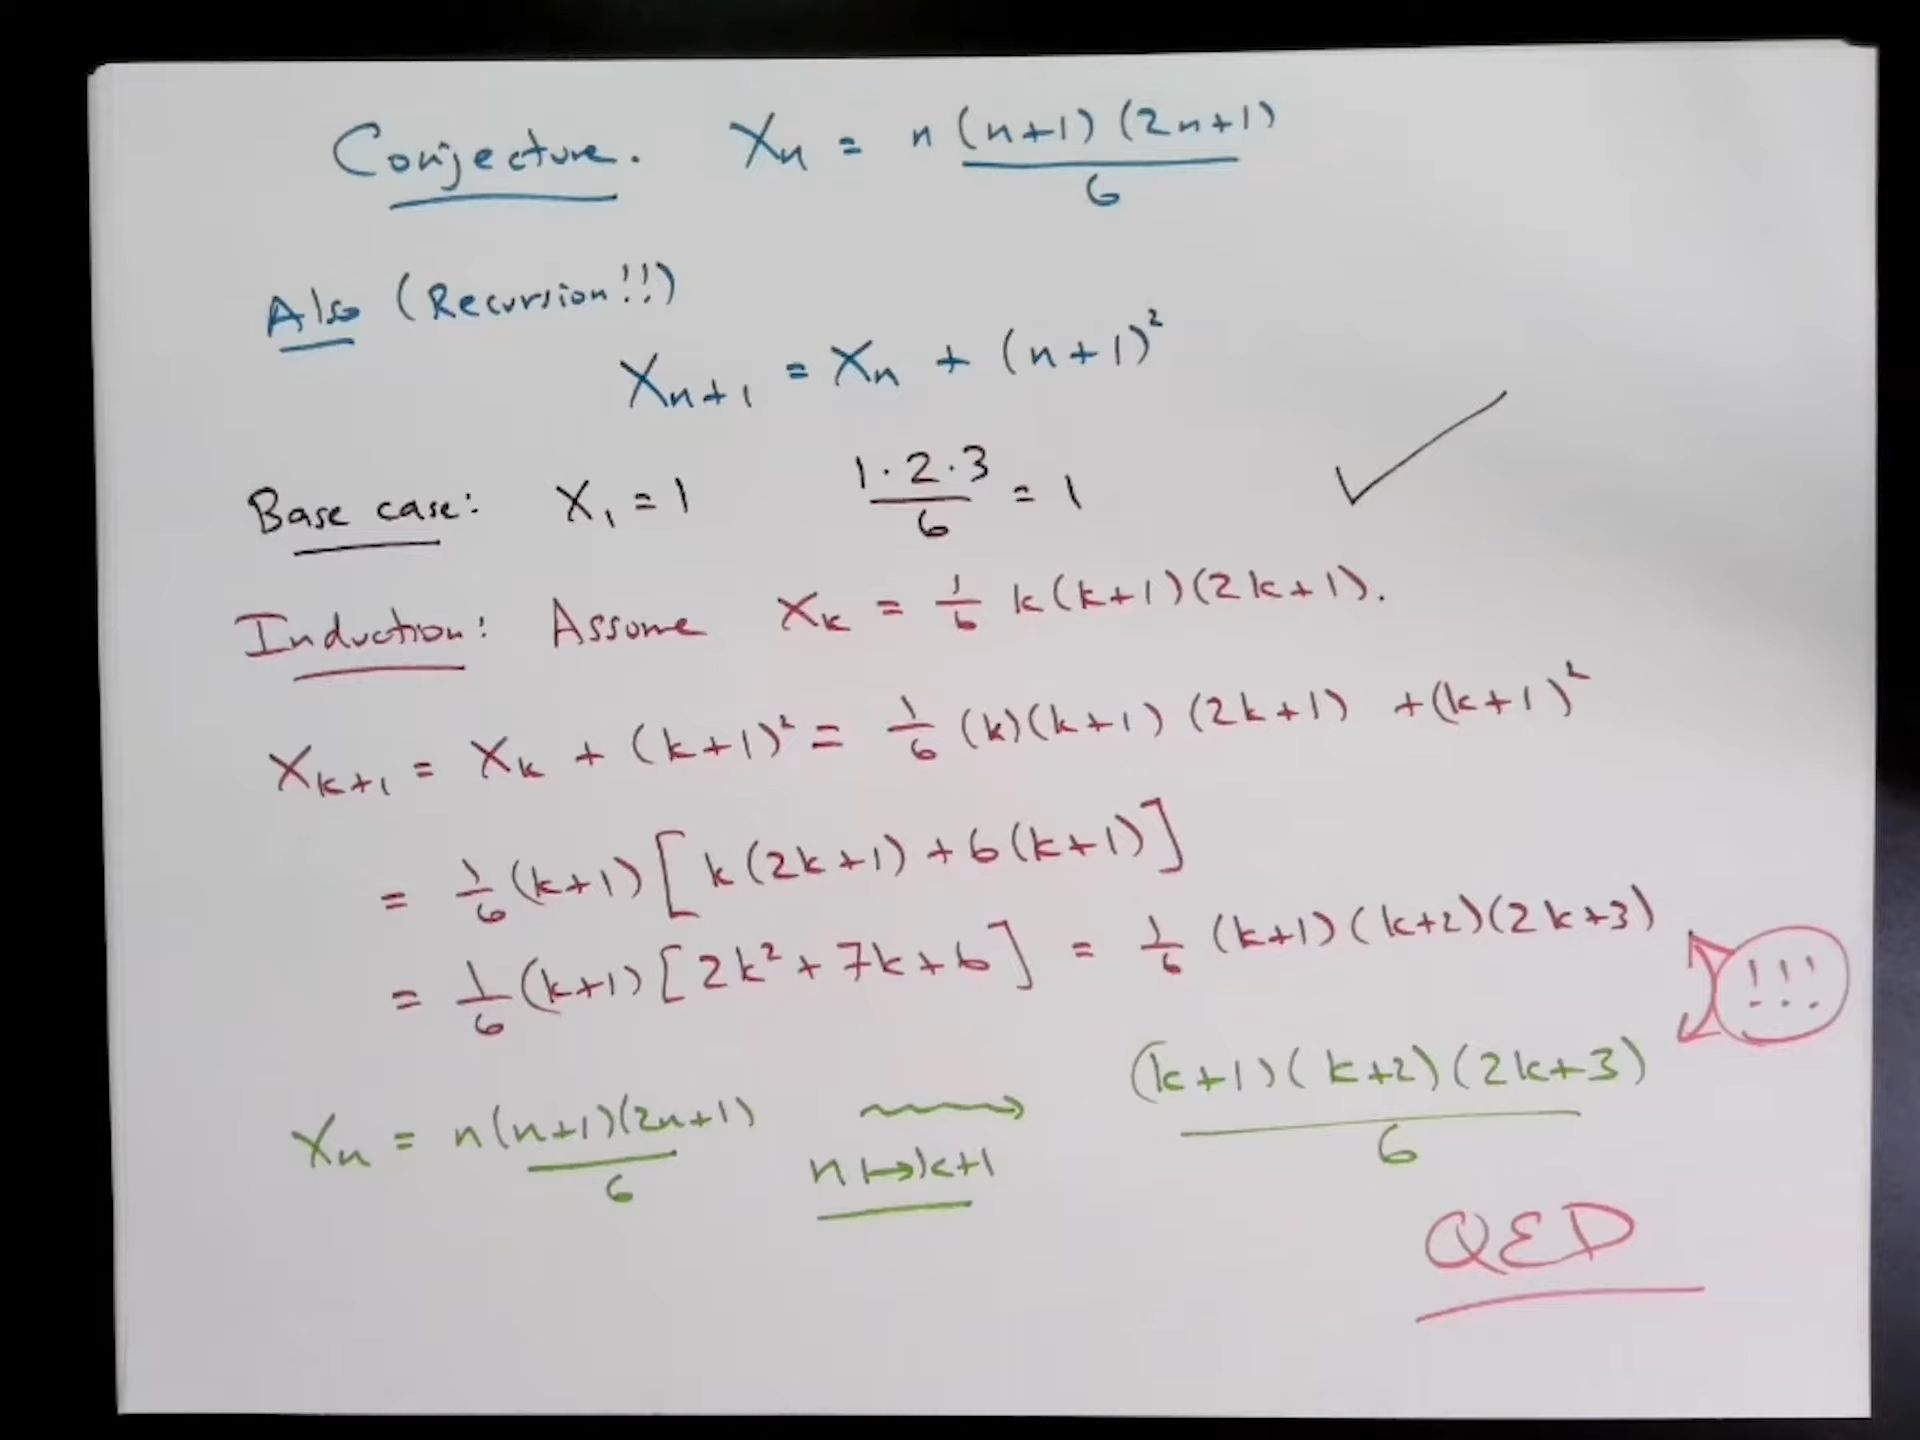 Conjecture. Xn = n(n+1)(2n+1)/6
Also (Recursion!!)
Xn+1 = Xn + (n+1)²
Base case: X₁ = 1 1·2·3/6 = 1 ✓
Induction: Assume Xk = 1/6 k(k+1)(2k+1).
Xk+1 = Xk + (k+1)² = 1/6 (k)(k+1)(2k+1) + (k+1)²
= 1/6 (k+1)[k(2k+1) + 6(k+1)]
= 1/6 (k+1)[2k² + 7k + 6] = 1/6 (k+1)(k+2)(2k+3)
!!!
Xn = n(n+1)(2n+1)/6 ⇝ n ↦ k+1 (k+1)(k+2)(2k+3)/6
QED